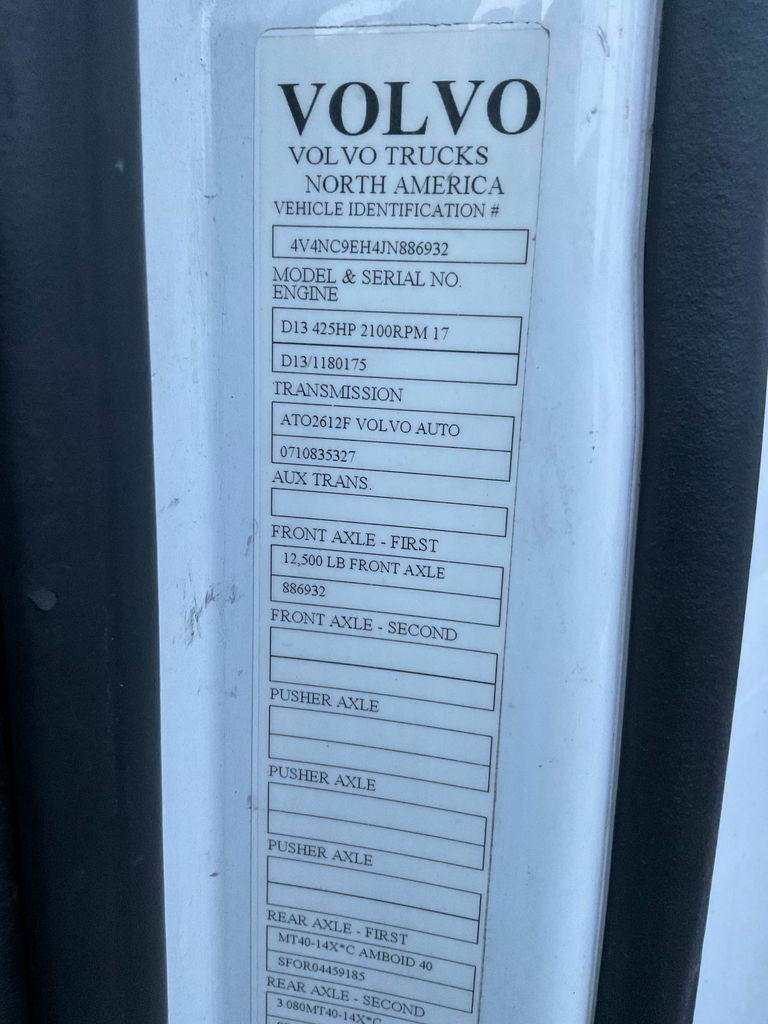 VOLVO
VOLVO TRUCKS
NORTH AMERICA
VEHICLE IDENTIFICATION #
4V4NC9EH4JN886932
MODEL & SERIAL NO.
ENGINE
D13 425HP 2100RPM 17
D13/1180175
TRANSMISSION
ATO2612F VOLVO AUTO
0710835327
AUX TRANS.
FRONT AXLE - FIRST
12,500 LB FRONT AXLE
886932
FRONT AXLE - SECOND
PUSHER AXLE
PUSHER AXLE
PUSHER AXLE
REAR AXLE - FIRST
MT40-14X*C AMBOID 40
SFOR04459185
REAR AXLE - SECOND
3.080MT40-14X*C